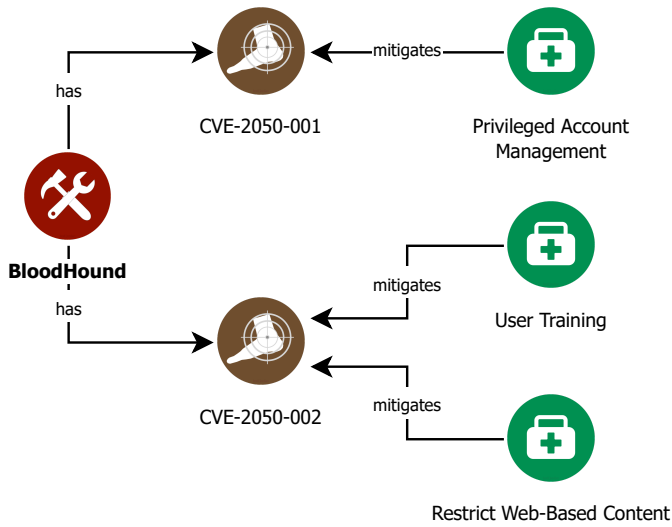 has
mitigates
CVE-2050-001
Privileged Account
Management
BloodHound
has
mitigates
User Training
mitigates
CVE-2050-002
Restrict Web-Based Content